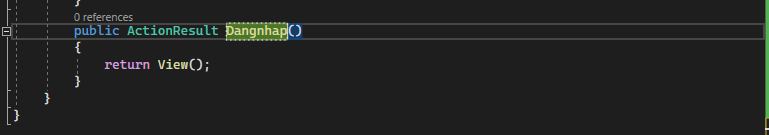 }
0 references
public ActionResult Dangnhap()
{
return View();
}
}
}